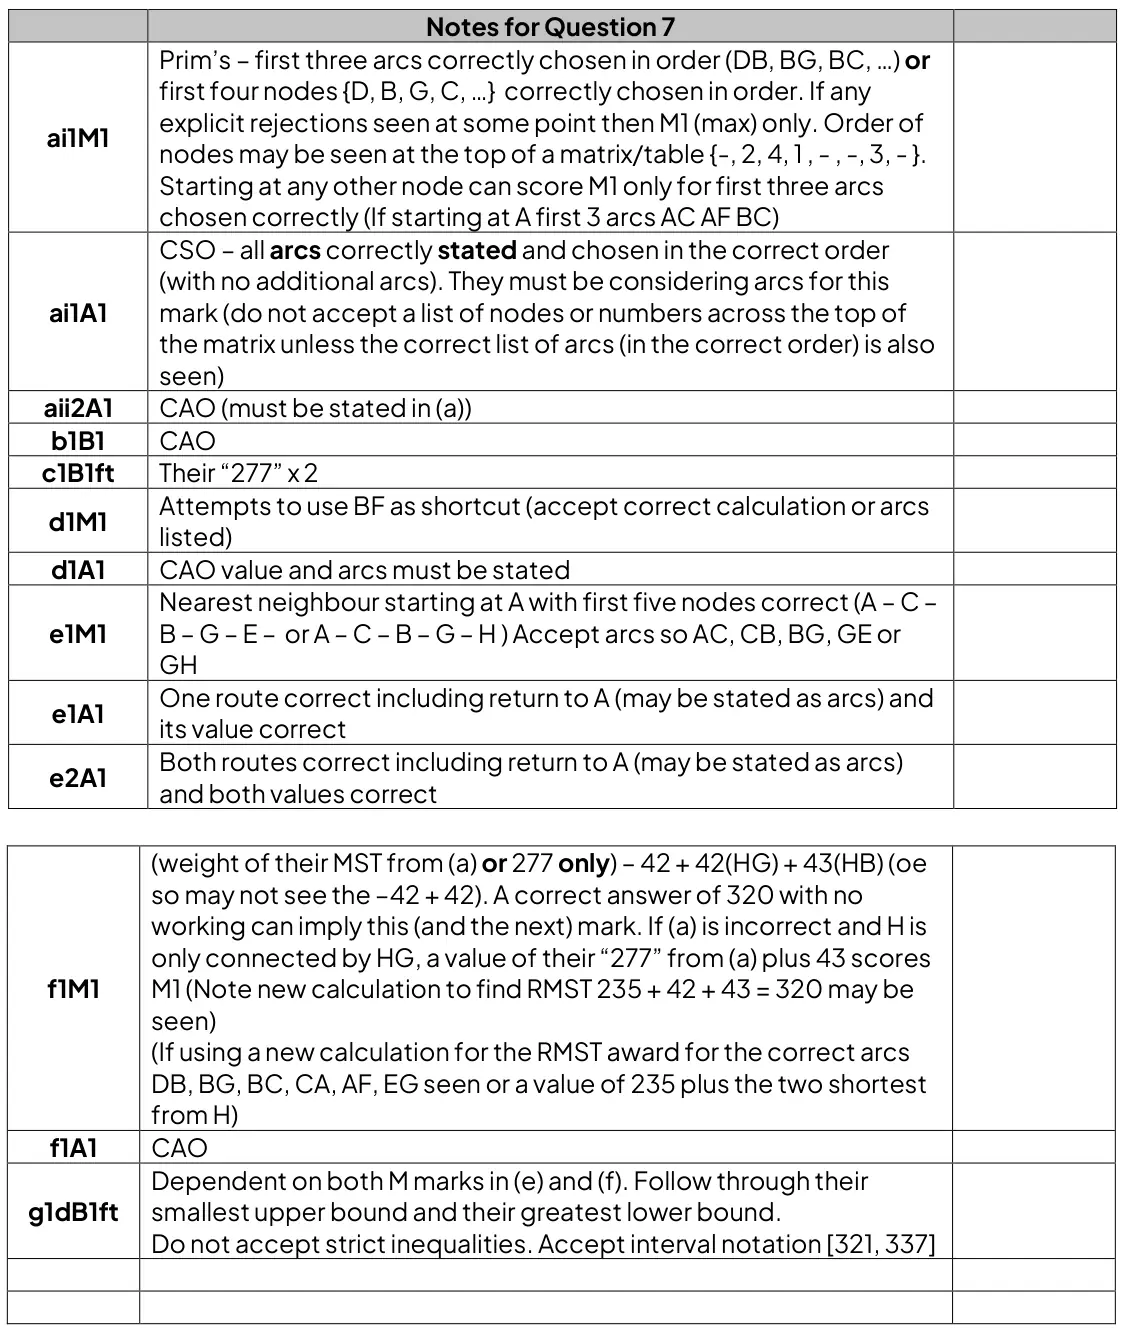 Notes for Question 7
ai1M1
Prim's – first three arcs correctly chosen in order (DB, BG, BC, ...) or
first four nodes {D, B, G, C, ...} correctly chosen in order. If any
explicit rejections seen at some point then M1 (max) only. Order of
nodes may be seen at the top of a matrix/table {-, 2, 4, 1 , - , -, 3, - }.
Starting at any other node can score M1 only for first three arcs
chosen correctly (If starting at A first 3 arcs AC AF BC)
ai1A1
CSO – all arcs correctly stated and chosen in the correct order
(with no additional arcs). They must be considering arcs for this
mark (do not accept a list of nodes or numbers across the top of
the matrix unless the correct list of arcs (in the correct order) is also
seen)
aii2A1
CAO (must be stated in (a))
b1B1
CAO
c1B1ft
Their “277” x 2
d1M1
Attempts to use BF as shortcut (accept correct calculation or arcs
listed)
d1A1
CAO value and arcs must be stated
e1M1
Nearest neighbour starting at A with first five nodes correct (A – C –
B – G – E – or A – C – B – G – H ) Accept arcs so AC, CB, BG, GE or
GH
e1A1
One route correct including return to A (may be stated as arcs) and
its value correct
e2A1
Both routes correct including return to A (may be stated as arcs)
and both values correct
f1M1
(weight of their MST from (a) or 277 only) – 42 + 42(HG) + 43(HB) (oe
so may not see the –42 + 42). A correct answer of 320 with no
working can imply this (and the next) mark. If (a) is incorrect and H is
only connected by HG, a value of their “277” from (a) plus 43 scores
M1 (Note new calculation to find RMST 235 + 42 + 43 = 320 may be
seen)
(If using a new calculation for the RMST award for the correct arcs
DB, BG, BC, CA, AF, EG seen or a value of 235 plus the two shortest
from H)
f1A1
CAO
g1dB1ft
Dependent on both M marks in (e) and (f). Follow through their
smallest upper bound and their greatest lower bound.
Do not accept strict inequalities. Accept interval notation [321, 337]